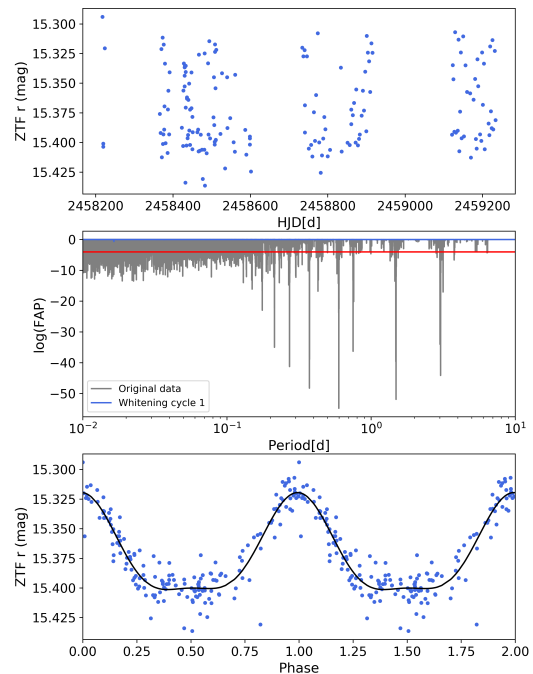 15.300
15.325
15.350
15.375
15.400
15.425
ZTF r (mag)
2458200 2458400 2458600 2458800 2459000 2459200
HJD[d]
0
−10
−20
−30
−40
−50
log(FAP)
Original data
Whitening cycle 1
10⁻² 10⁻¹ 10⁰ 10¹
Period[d]
15.300
15.325
15.350
15.375
15.400
15.425
ZTF r (mag)
0.00 0.25 0.50 0.75 1.00 1.25 1.50 1.75 2.00
Phase